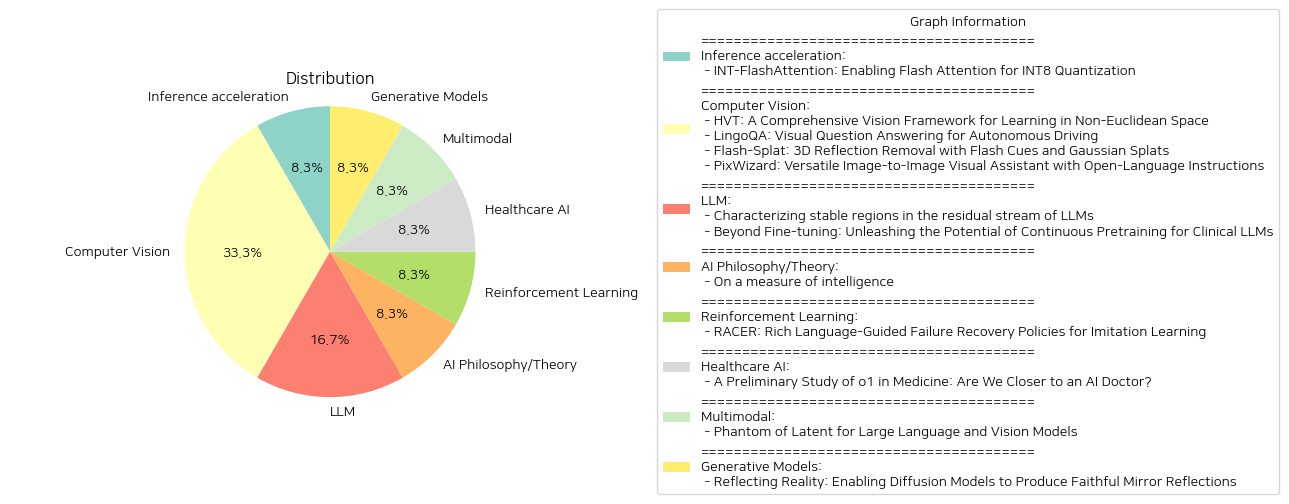 Distribution
Inference acceleration
Generative Models
Multimodal
Healthcare AI
Computer Vision
Reinforcement Learning
AI Philosophy/Theory
LLM
8.3%
8.3%
8.3%
8.3%
33.3%
8.3%
8.3%
16.7%
Graph Information
========================================
Inference acceleration:
- INT-FlashAttention: Enabling Flash Attention for INT8 Quantization
========================================
Computer Vision:
- HVT: A Comprehensive Vision Framework for Learning in Non-Euclidean Space
- LingoQA: Visual Question Answering for Autonomous Driving
- Flash-Splat: 3D Reflection Removal with Flash Cues and Gaussian Splats
- PixWizard: Versatile Image-to-Image Visual Assistant with Open-Language Instructions
========================================
LLM:
- Characterizing stable regions in the residual stream of LLMs
- Beyond Fine-tuning: Unleashing the Potential of Continuous Pretraining for Clinical LLMs
========================================
AI Philosophy/Theory:
- On a measure of intelligence
========================================
Reinforcement Learning:
- RACER: Rich Language-Guided Failure Recovery Policies for Imitation Learning
========================================
Healthcare AI:
- A Preliminary Study of o1 in Medicine: Are We Closer to an AI Doctor?
========================================
Multimodal:
- Phantom of Latent for Large Language and Vision Models
========================================
Generative Models:
- Reflecting Reality: Enabling Diffusion Models to Produce Faithful Mirror Reflections